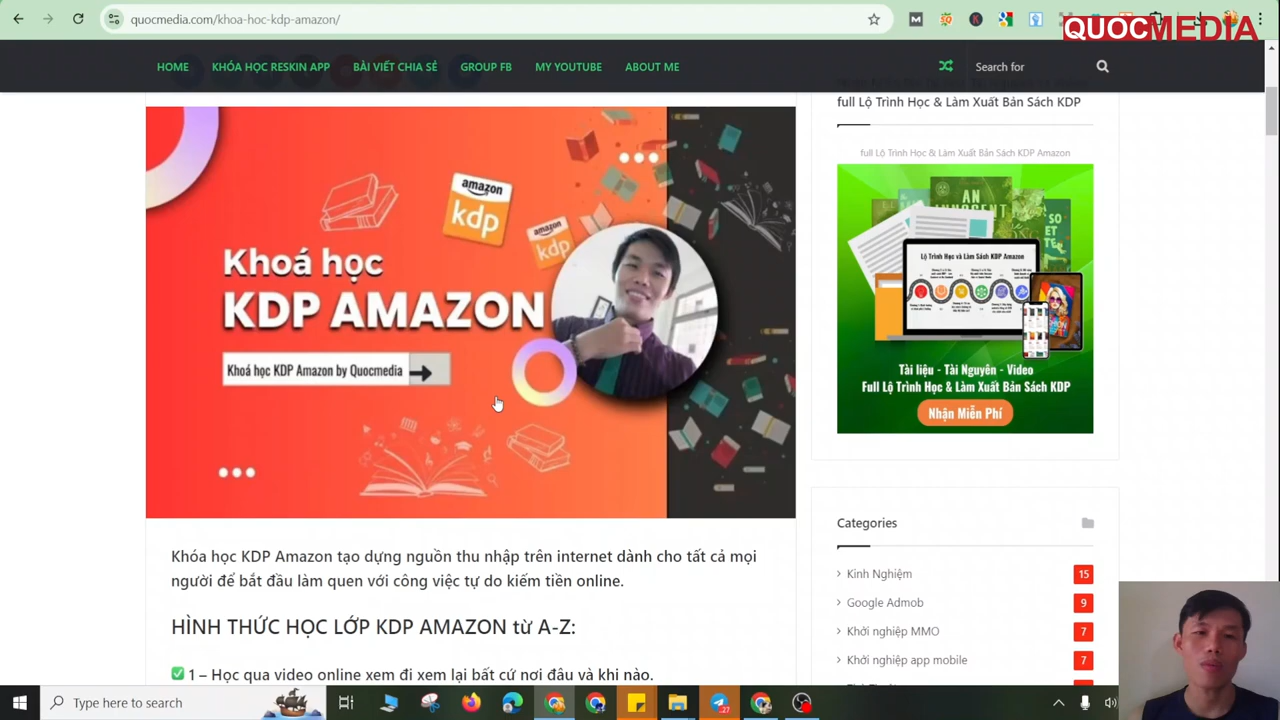 quocmedia.com/khoa-hoc-kdp-amazon/
QUOCMEDIA
HOME
KHÓA HỌC RESKIN APP
BÀI VIẾT CHIA SẺ
GROUP FB
MY YOUTUBE
ABOUT ME
Search for
full Lộ Trình Học & Làm Xuất Bản Sách KDP
full Lộ Trình Học & Làm Xuất Bản Sách KDP Amazon
amazon
kdp
amazon
kdp
Khoá học
KDP AMAZON
Khoá học KDP Amazon by Quocmedia
AN
Lộ Trình Học và Làm Sách KDP Amazon
Tài liệu - Tài Nguyên - Video
Full Lộ Trình Học & Làm Xuất Bản Sách KDP
Nhận Miễn Phí
Khóa học KDP Amazon tạo dựng nguồn thu nhập trên internet dành cho tất cả mọi
người để bắt đầu làm quen với công việc tự do kiếm tiền online.
HÌNH THỨC HỌC LỚP KDP AMAZON từ A-Z:
✅ 1 – Học qua video online xem đi xem lại bất cứ nơi đâu và khi nào.
Categories
Kinh Nghiệm 15
Google Admob 9
Khởi nghiệp MMO 7
Khởi nghiệp app mobile 7
Type here to search
27